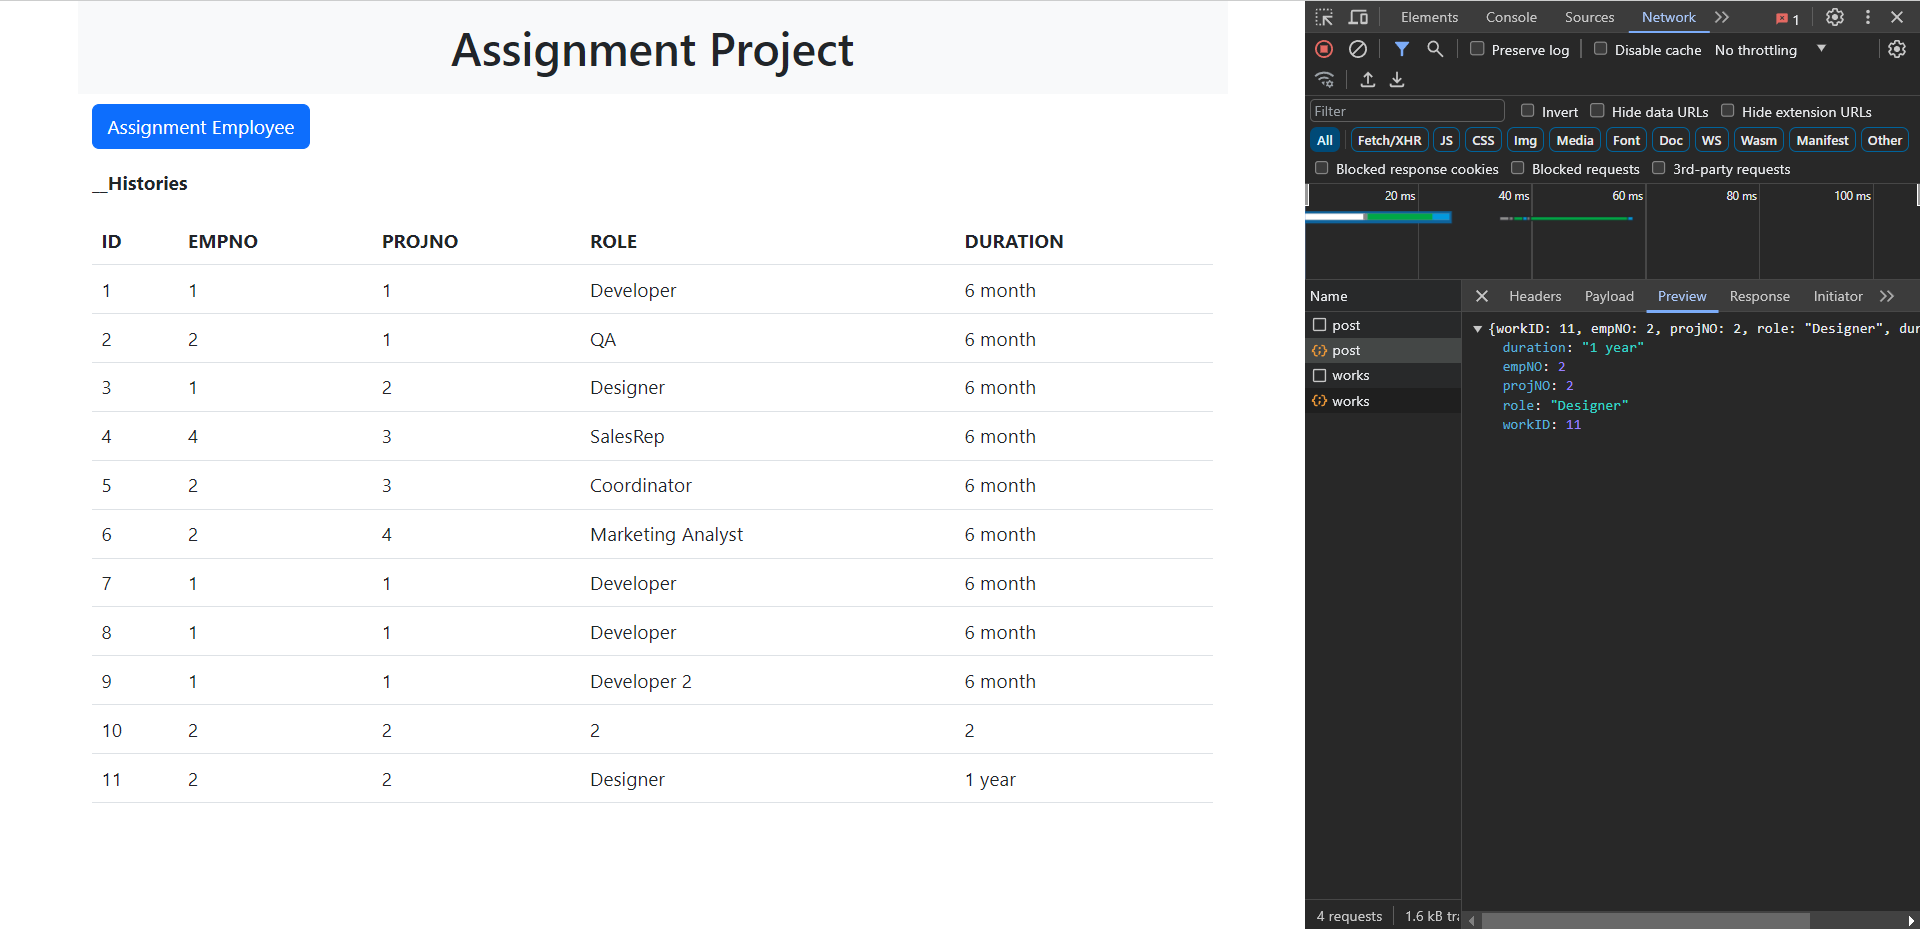 Assignment Project
Assignment Employee
__Histories
ID EMPNO PROJNO ROLE DURATION
1 1 1 Developer 6 month
2 2 1 QA 6 month
3 1 2 Designer 6 month
4 4 3 SalesRep 6 month
5 2 3 Coordinator 6 month
6 2 4 Marketing Analyst 6 month
7 1 1 Developer 6 month
8 1 1 Developer 6 month
9 1 1 Developer 2 6 month
10 2 2 2 2
11 2 2 Designer 1 year
Elements Console Sources Network 1
Preserve log Disable cache No throttling
Filter Invert Hide data URLs Hide extension URLs
All Fetch/XHR JS CSS Img Media Font Doc WS Wasm Manifest Other
Blocked response cookies Blocked requests 3rd-party requests
20 ms 40 ms 60 ms 80 ms 100 ms
Name
post
post
works
works
Headers Payload Preview Response Initiator
{workID: 11, empNO: 2, projNO: 2, role: "Designer", dur
duration: "1 year"
empNO: 2
projNO: 2
role: "Designer"
workID: 11
4 requests 1.6 kB tra